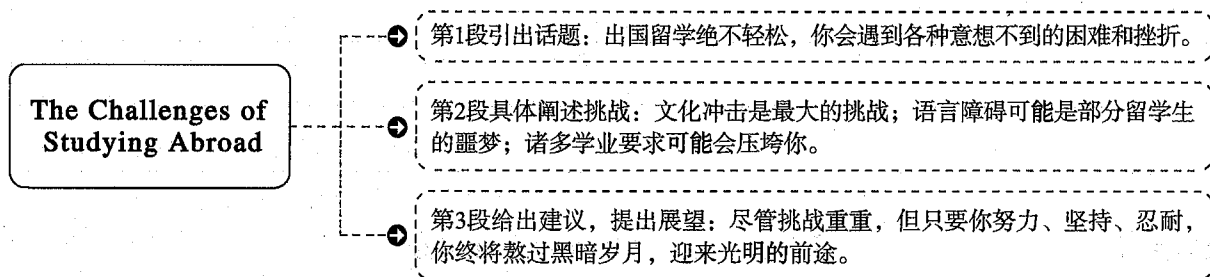 The Challenges of
Studying Abroad
第1段引出话题：出国留学绝不轻松，你会遇到各种意想不到的困难和挫折。
第2段具体阐述挑战：文化冲击是最大的挑战；语言障碍可能是部分留学生
的噩梦；诸多学业要求可能会压垮你。
第3段给出建议，提出展望：尽管挑战重重，但只要你努力、坚持、忍耐，
你终将熬过黑暗岁月，迎来光明的前途。